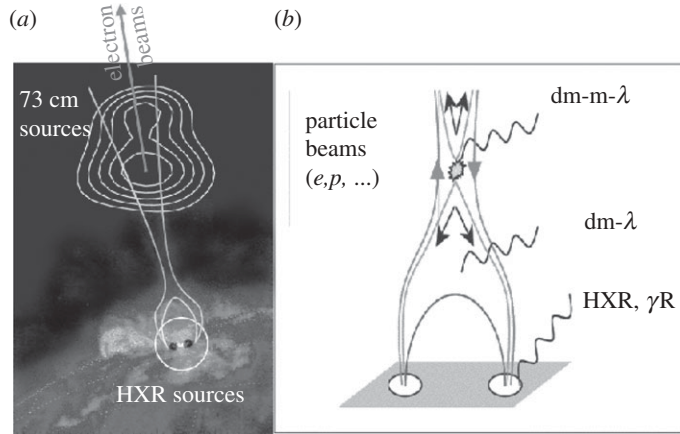 (a)
electron
beams
73 cm
sources
HXR sources
(b)
particle
beams
(e,p, ...)
dm-m-λ
dm-λ
HXR, γR